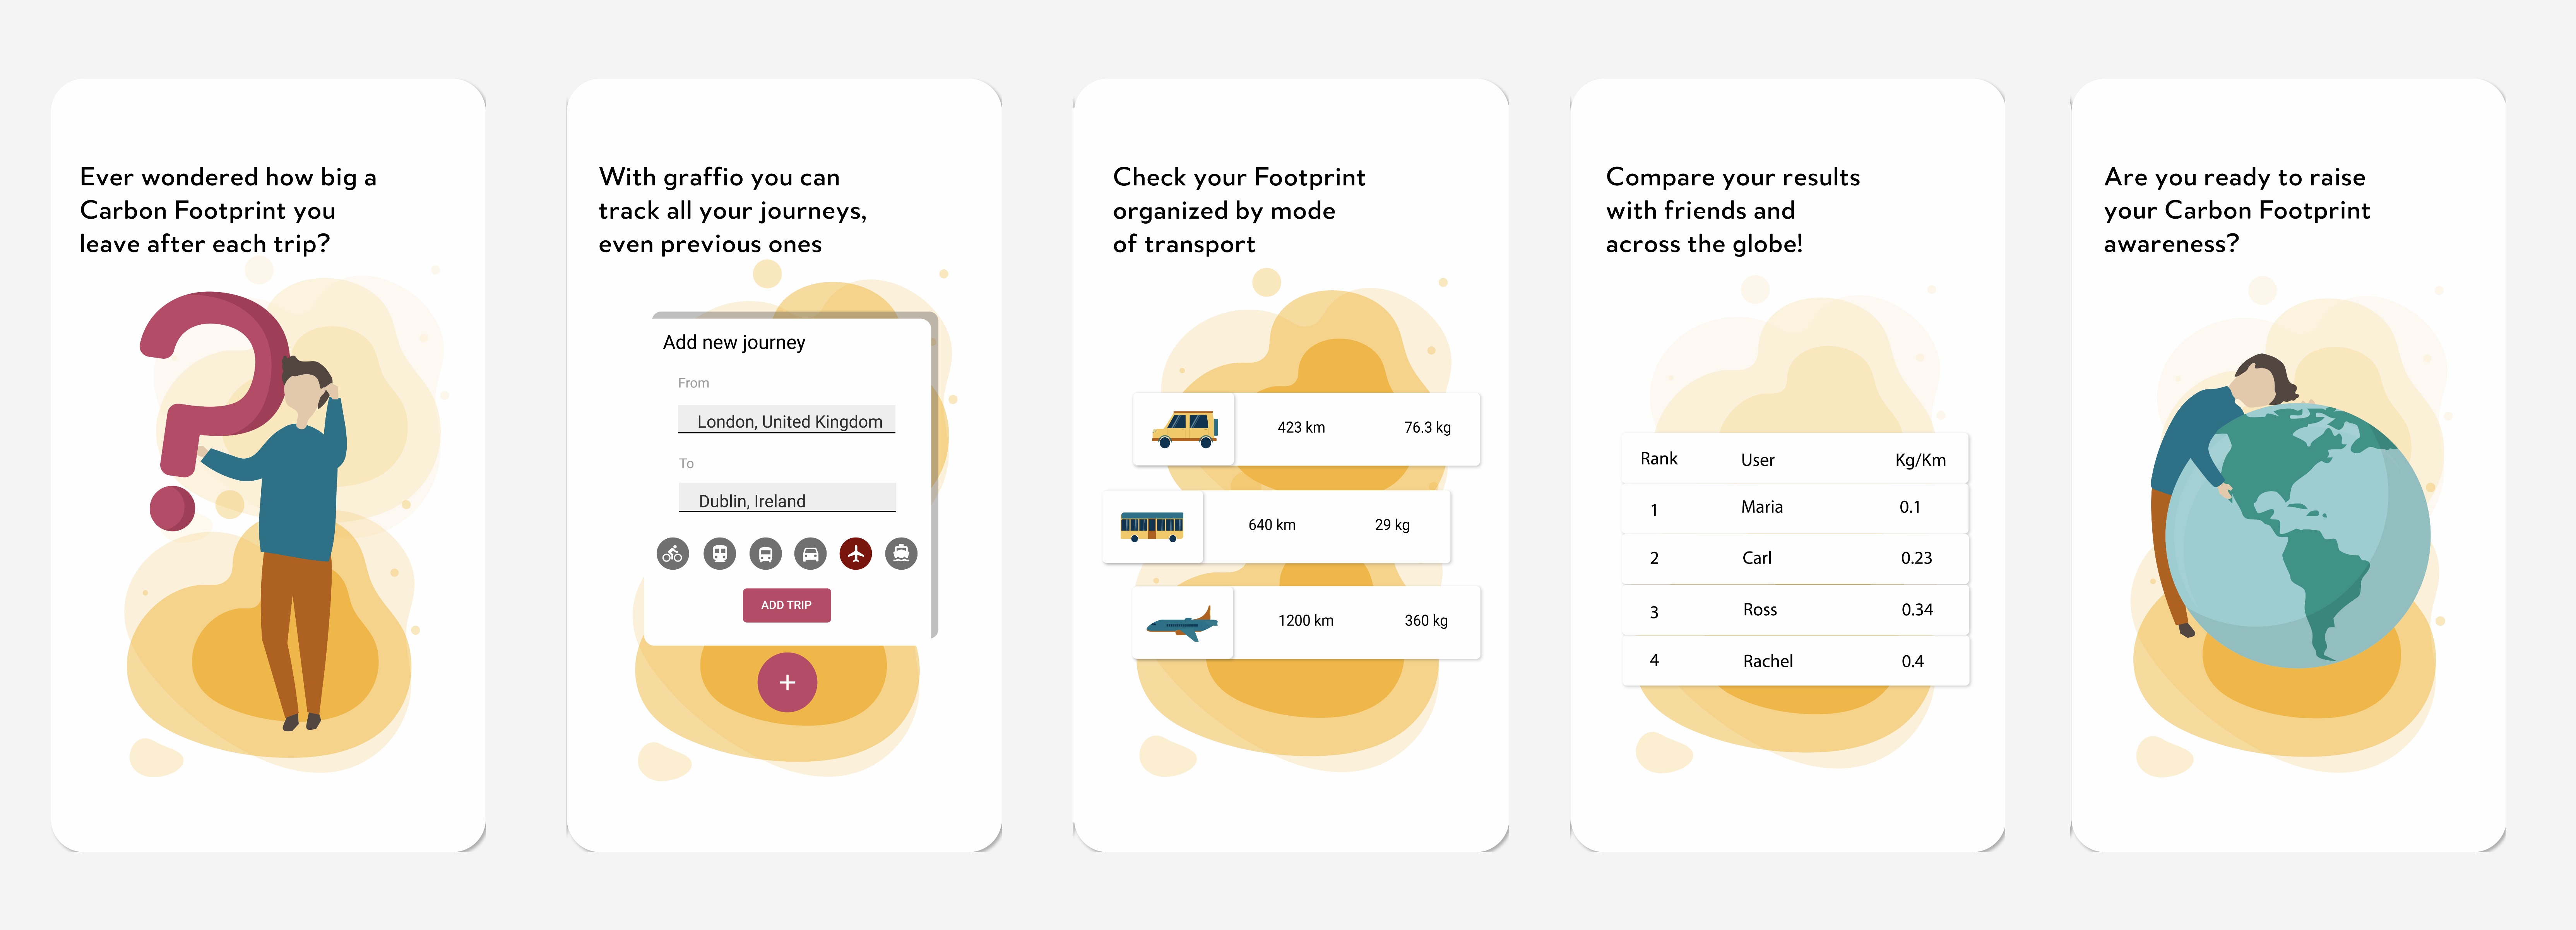 Ever wondered how big a
Carbon Footprint you
leave after each trip?
With graffio you can
track all your journeys,
even previous ones
Add new journey
From
London, United Kingdom
To
Dublin, Ireland
ADD TRIP
+
Check your Footprint
organized by mode
of transport
423 km 76.3 kg
640 km 29 kg
1200 km 360 kg
Compare your results
with friends and
across the globe!
Rank User Kg/Km
1 Maria 0.1
2 Carl 0.23
3 Ross 0.34
4 Rachel 0.4
Are you ready to raise
your Carbon Footprint
awareness?